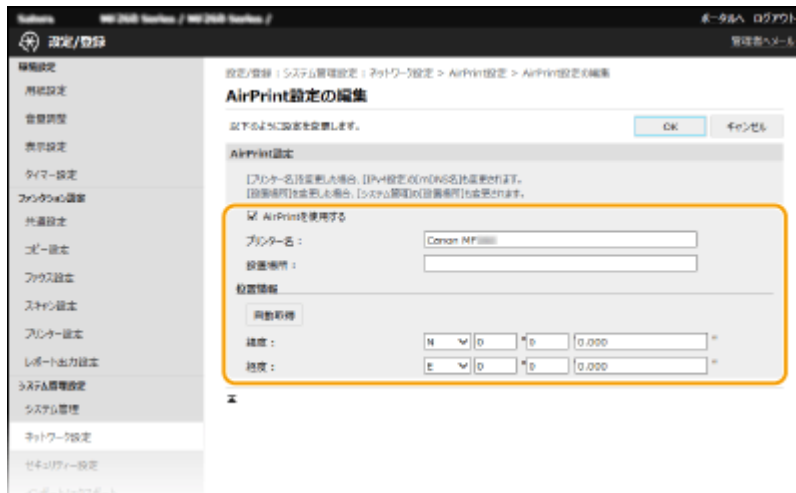 MF260 Series / MF260 Series /
ポータルへ ログアウト
設定/登録
管理者へメール
環境設定
用紙設定
音量調整
表示設定
タイマー設定
ファンクション設定
共通設定
コピー設定
ファクス設定
スキャン設定
プリンター設定
レポート出力設定
システム管理設定
システム管理
ネットワーク設定
セキュリティー設定
設定/登録 : システム管理設定 : ネットワーク設定 > AirPrint設定 > AirPrint設定の編集
AirPrint設定の編集
以下のように設定を変更します。
OK
キャンセル
AirPrint設定
[プリンター名]を変更した場合、[IPv4設定]の[mDNS名]も変更されます。
[設置場所]を変更した場合、[システム管理]の[設置場所]も変更されます。
AirPrintを使用する
プリンター名 : Canon MF
設置場所 :
位置情報
自動取得
緯度 : N 0 ° 0 ' 0.000 "
経度 : E 0 ° 0 ' 0.000 "